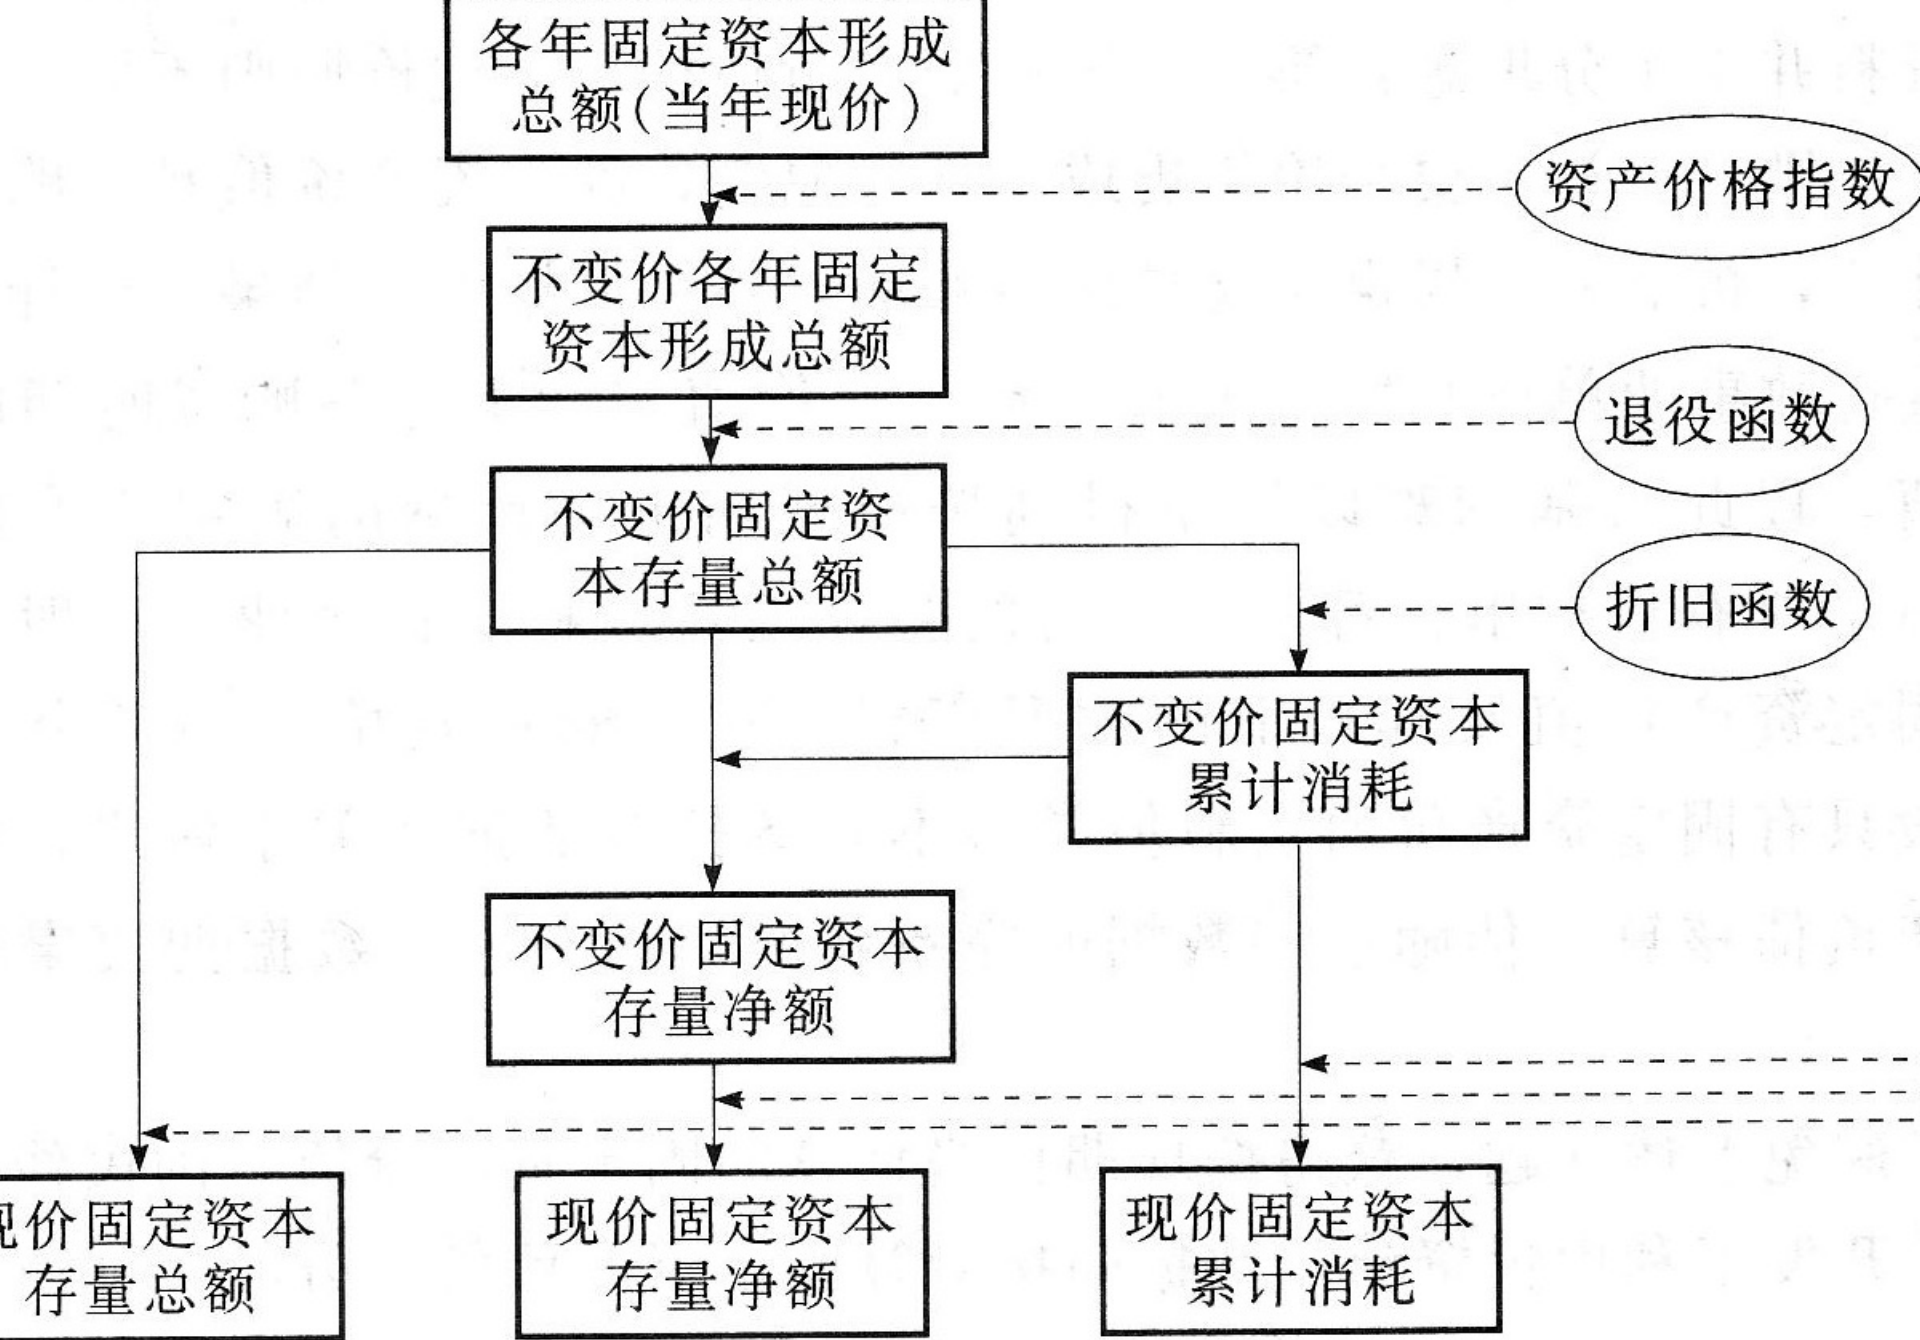 各年固定资本形成
总额(当年现价)
资产价格指数
不变价各年固定
资本形成总额
退役函数
不变价固定资
本存量总额
折旧函数
不变价固定资本
累计消耗
不变价固定资本
存量净额
现价固定资本
存量总额
现价固定资本
存量净额
现价固定资本
累计消耗